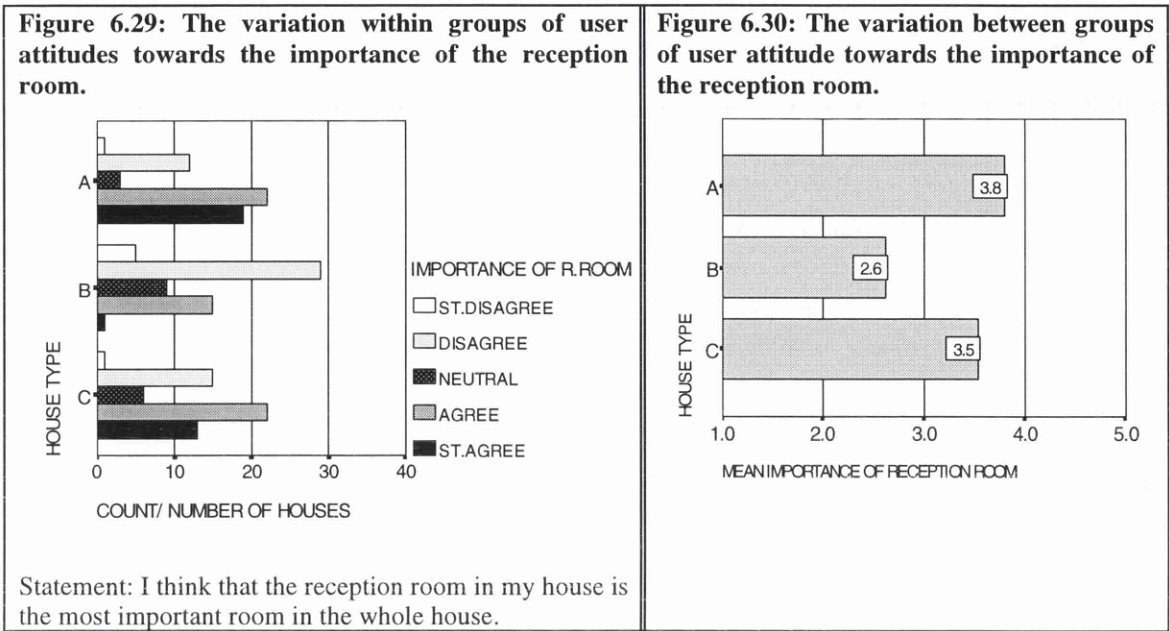 Figure 6.29: The variation within groups of user
attitudes towards the importance of the reception
room.
A
B
C
HOUSE TYPE
0 10 20 30 40
COUNT/ NUMBER OF HOUSES
IMPORTANCE OF R.ROOM
ST.DISAGREE
DISAGREE
NEUTRAL
AGREE
ST.AGREE
Statement: I think that the reception room in my house is
the most important room in the whole house.
Figure 6.30: The variation between groups
of user attitude towards the importance of
the reception room.
A
3.8
B
2.6
C
3.5
HOUSE TYPE
1.0 2.0 3.0 4.0 5.0
MEAN IMPORTANCE OF RECEPTION ROOM